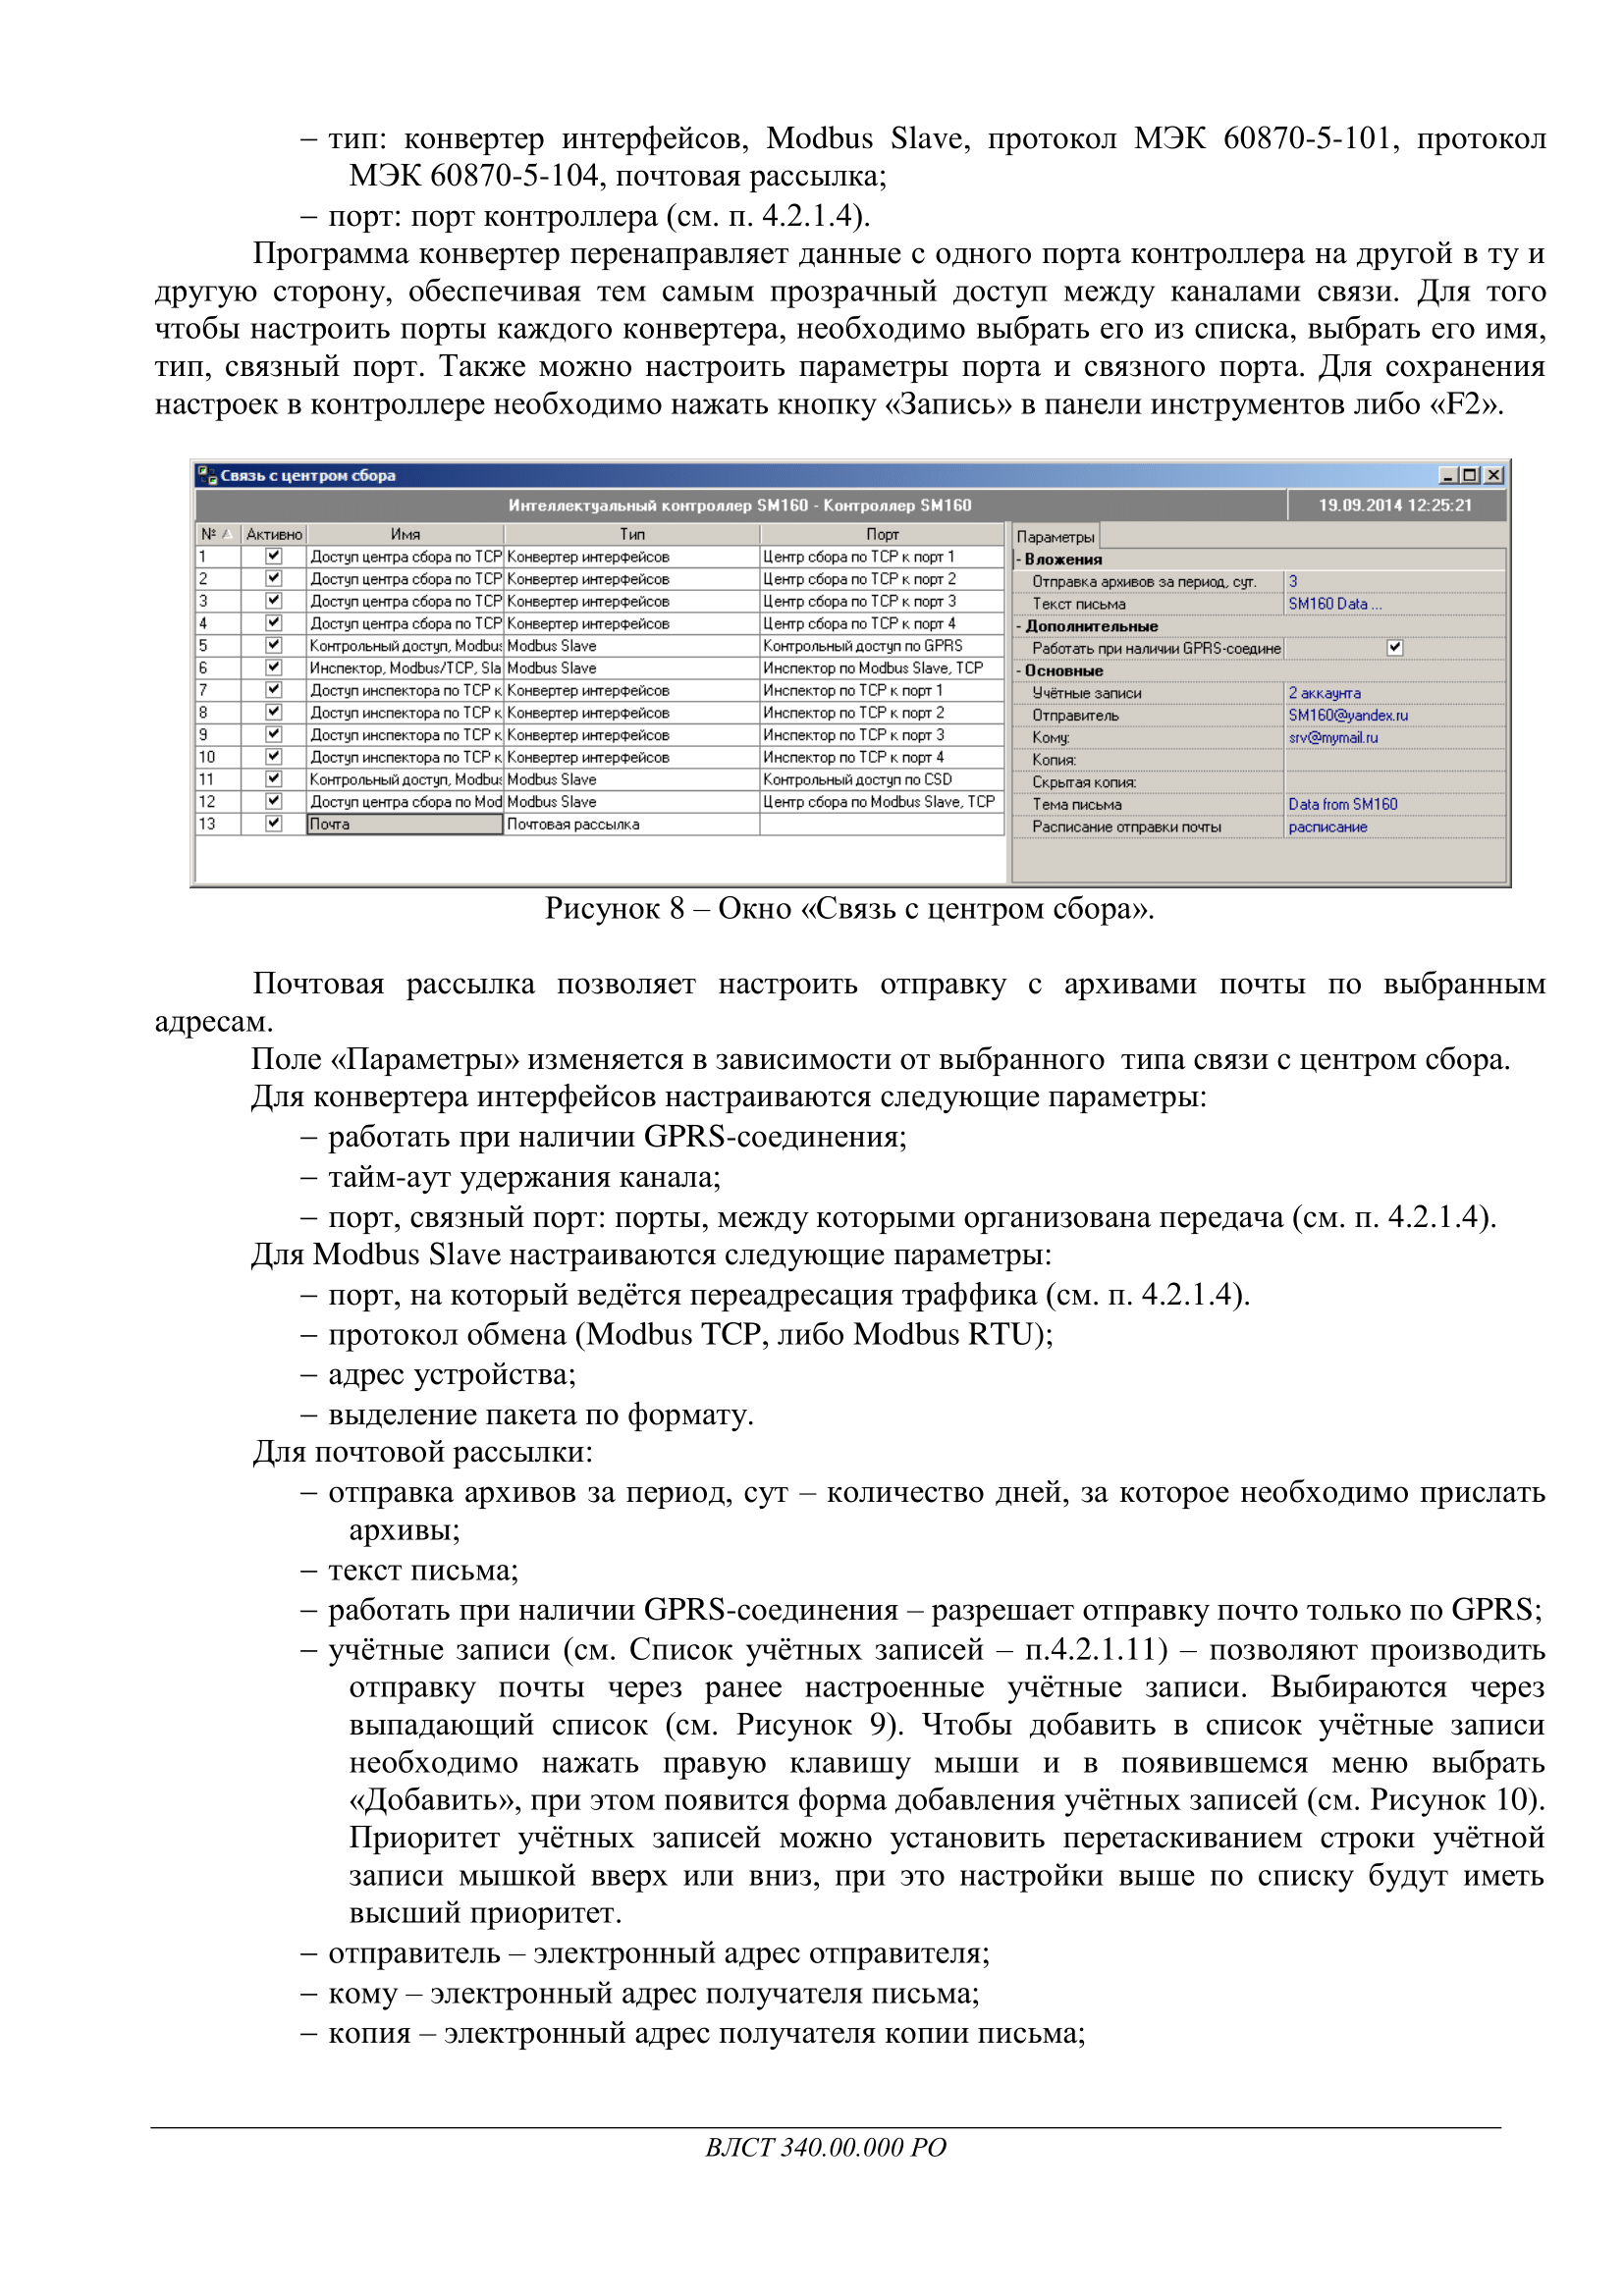 – тип: конвертер интерфейсов, Modbus Slave, протокол МЭК 60870-5-101, протокол
МЭК 60870-5-104, почтовая рассылка;
– порт: порт контроллера (см. п. 4.2.1.4).
Программа конвертер перенаправляет данные с одного порта контроллера на другой в ту и
другую сторону, обеспечивая тем самым прозрачный доступ между каналами связи. Для того
чтобы настроить порты каждого конвертера, необходимо выбрать его из списка, выбрать его имя,
тип, связный порт. Также можно настроить параметры порта и связного порта. Для сохранения
настроек в контроллере необходимо нажать кнопку «Запись» в панели инструментов либо «F2».
Связь с центром сбора
Интеллектуальный контроллер SM160 - Контроллер SM160 19.09.2014 12:25:21
№ Активно Имя Тип Порт
1 Доступ центра сбора по TCP Конвертер интерфейсов Центр сбора по TCP к порт 1
2 Доступ центра сбора по TCP Конвертер интерфейсов Центр сбора по TCP к порт 2
3 Доступ центра сбора по TCP Конвертер интерфейсов Центр сбора по TCP к порт 3
4 Доступ центра сбора по TCP Конвертер интерфейсов Центр сбора по TCP к порт 4
5 Контрольный доступ, Modbu Modbus Slave Контрольный доступ по GPRS
6 Инспектор, Modbus/TCP, Sla Modbus Slave Инспектор по Modbus Slave, TCP
7 Доступ инспектора по TCP к Конвертер интерфейсов Инспектор по TCP к порт 1
8 Доступ инспектора по TCP к Конвертер интерфейсов Инспектор по TCP к порт 2
9 Доступ инспектора по TCP к Конвертер интерфейсов Инспектор по TCP к порт 3
10 Доступ инспектора по TCP к Конвертер интерфейсов Инспектор по TCP к порт 4
11 Контрольный доступ, Modbu Modbus Slave Контрольный доступ по CSD
12 Доступ центра сбора по Mod Modbus Slave Центр сбора по Modbus Slave, TCP
13 Почта Почтовая рассылка
Параметры
- Вложения
Отправка архивов за период, сут. 3
Текст письма SM160 Data ...
- Дополнительные
Работать при наличии GPRS-соедине
- Основные
Учётные записи 2 аккаунта
Отправитель SM160@yandex.ru
Кому: srv@mymail.ru
Копия:
Скрытая копия:
Тема письма Data from SM160
Расписание отправки почты расписание
Рисунок 8 – Окно «Связь с центром сбора».
Почтовая рассылка позволяет настроить отправку с архивами почты по выбранным
адресам.
Поле «Параметры» изменяется в зависимости от выбранного типа связи с центром сбора.
Для конвертера интерфейсов настраиваются следующие параметры:
– работать при наличии GPRS-соединения;
– тайм-аут удержания канала;
– порт, связный порт: порты, между которыми организована передача (см. п. 4.2.1.4).
Для Modbus Slave настраиваются следующие параметры:
– порт, на который ведётся переадресация траффика (см. п. 4.2.1.4).
– протокол обмена (Modbus TCP, либо Modbus RTU);
– адрес устройства;
– выделение пакета по формату.
Для почтовой рассылки:
– отправка архивов за период, сут – количество дней, за которое необходимо прислать
архивы;
– текст письма;
– работать при наличии GPRS-соединения – разрешает отправку почто только по GPRS;
– учётные записи (см. Список учётных записей – п.4.2.1.11) – позволяют производить
отправку почты через ранее настроенные учётные записи. Выбираются через
выпадающий список (см. Рисунок 9). Чтобы добавить в список учётные записи
необходимо нажать правую клавишу мыши и в появившемся меню выбрать
«Добавить», при этом появится форма добавления учётных записей (см. Рисунок 10).
Приоритет учётных записей можно установить перетаскиванием строки учётной
записи мышкой вверх или вниз, при это настройки выше по списку будут иметь
высший приоритет.
– отправитель – электронный адрес отправителя;
– кому – электронный адрес получателя письма;
– копия – электронный адрес получателя копии письма;
ВЛСТ 340.00.000 РО